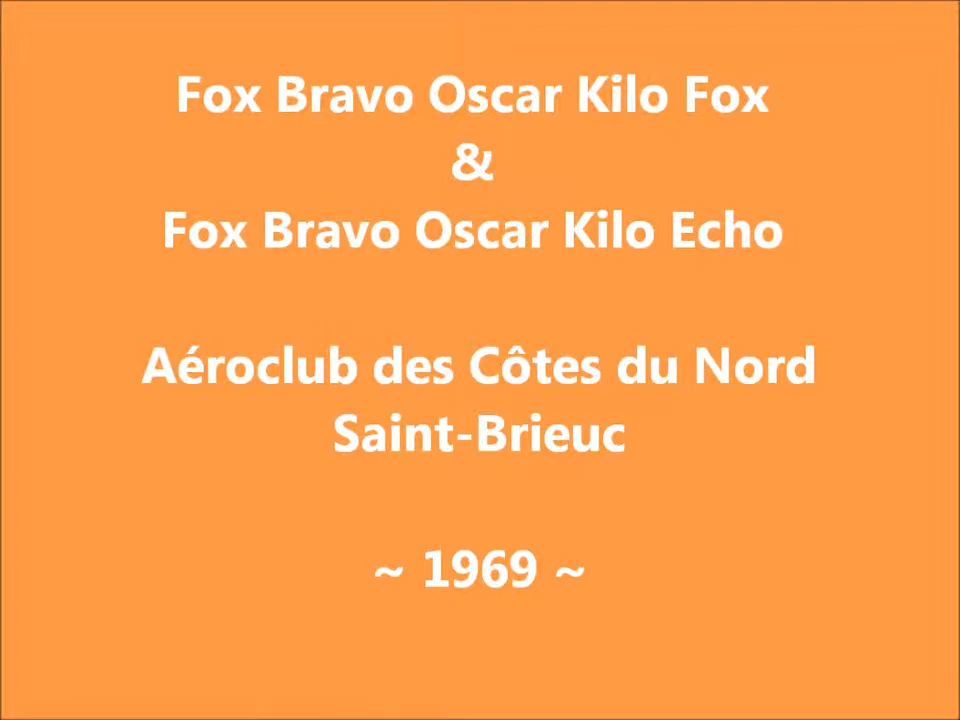 Fox Bravo Oscar Kilo Fox
&
Fox Bravo Oscar Kilo Echo
Aéroclub des Côtes du Nord
Saint-Brieuc
~ 1969 ~